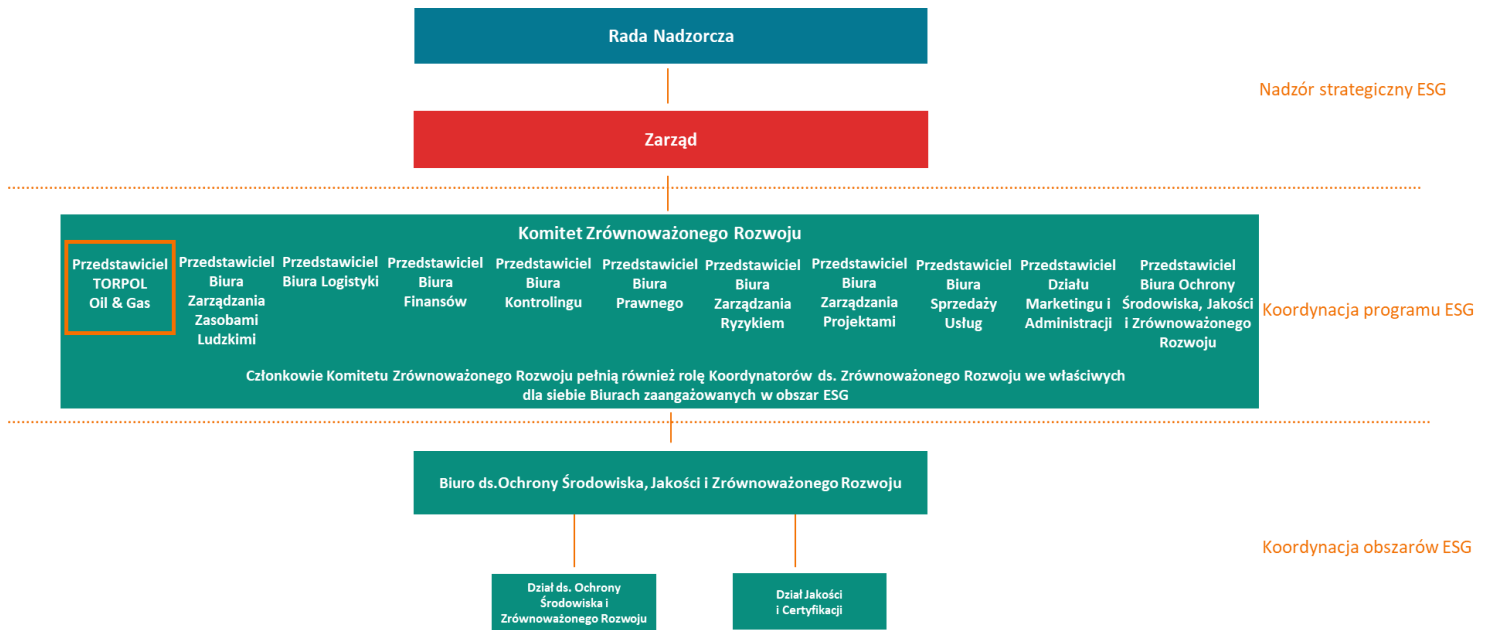 Rada Nadzorcza
Nadzór strategiczny ESG
Zarząd
Komitet Zrównoważonego Rozwoju
Przedstawiciel
TORPOL
Oil & Gas
Przedstawiciel
Biura
Zarządzania
Zasobami
Ludzkimi
Przedstawiciel
Biura Logistyki
Przedstawiciel
Biura
Finansów
Przedstawiciel
Biura
Kontrolingu
Przedstawiciel
Biura
Prawnego
Przedstawiciel
Biura
Zarządzania
Ryzykiem
Przedstawiciel
Biura
Zarządzania
Projektami
Przedstawiciel
Biura
Sprzedaży
Usług
Przedstawiciel
Działu
Marketingu i
Administracji
Przedstawiciel
Biura Ochrony
Środowiska, Jakości
i Zrównoważonego
Rozwoju
Koordynacja programu ESG
Członkowie Komitetu Zrównoważonego Rozwoju pełnią również rolę Koordynatorów ds. Zrównoważonego Rozwoju we właściwych
dla siebie Biurach zaangażowanych w obszar ESG
Biuro ds.Ochrony Środowiska, Jakości i Zrównoważonego Rozwoju
Koordynacja obszarów ESG
Dział ds. Ochrony
Środowiska i
Zrównoważonego Rozwoju
Dział Jakości
i Certyfikacji